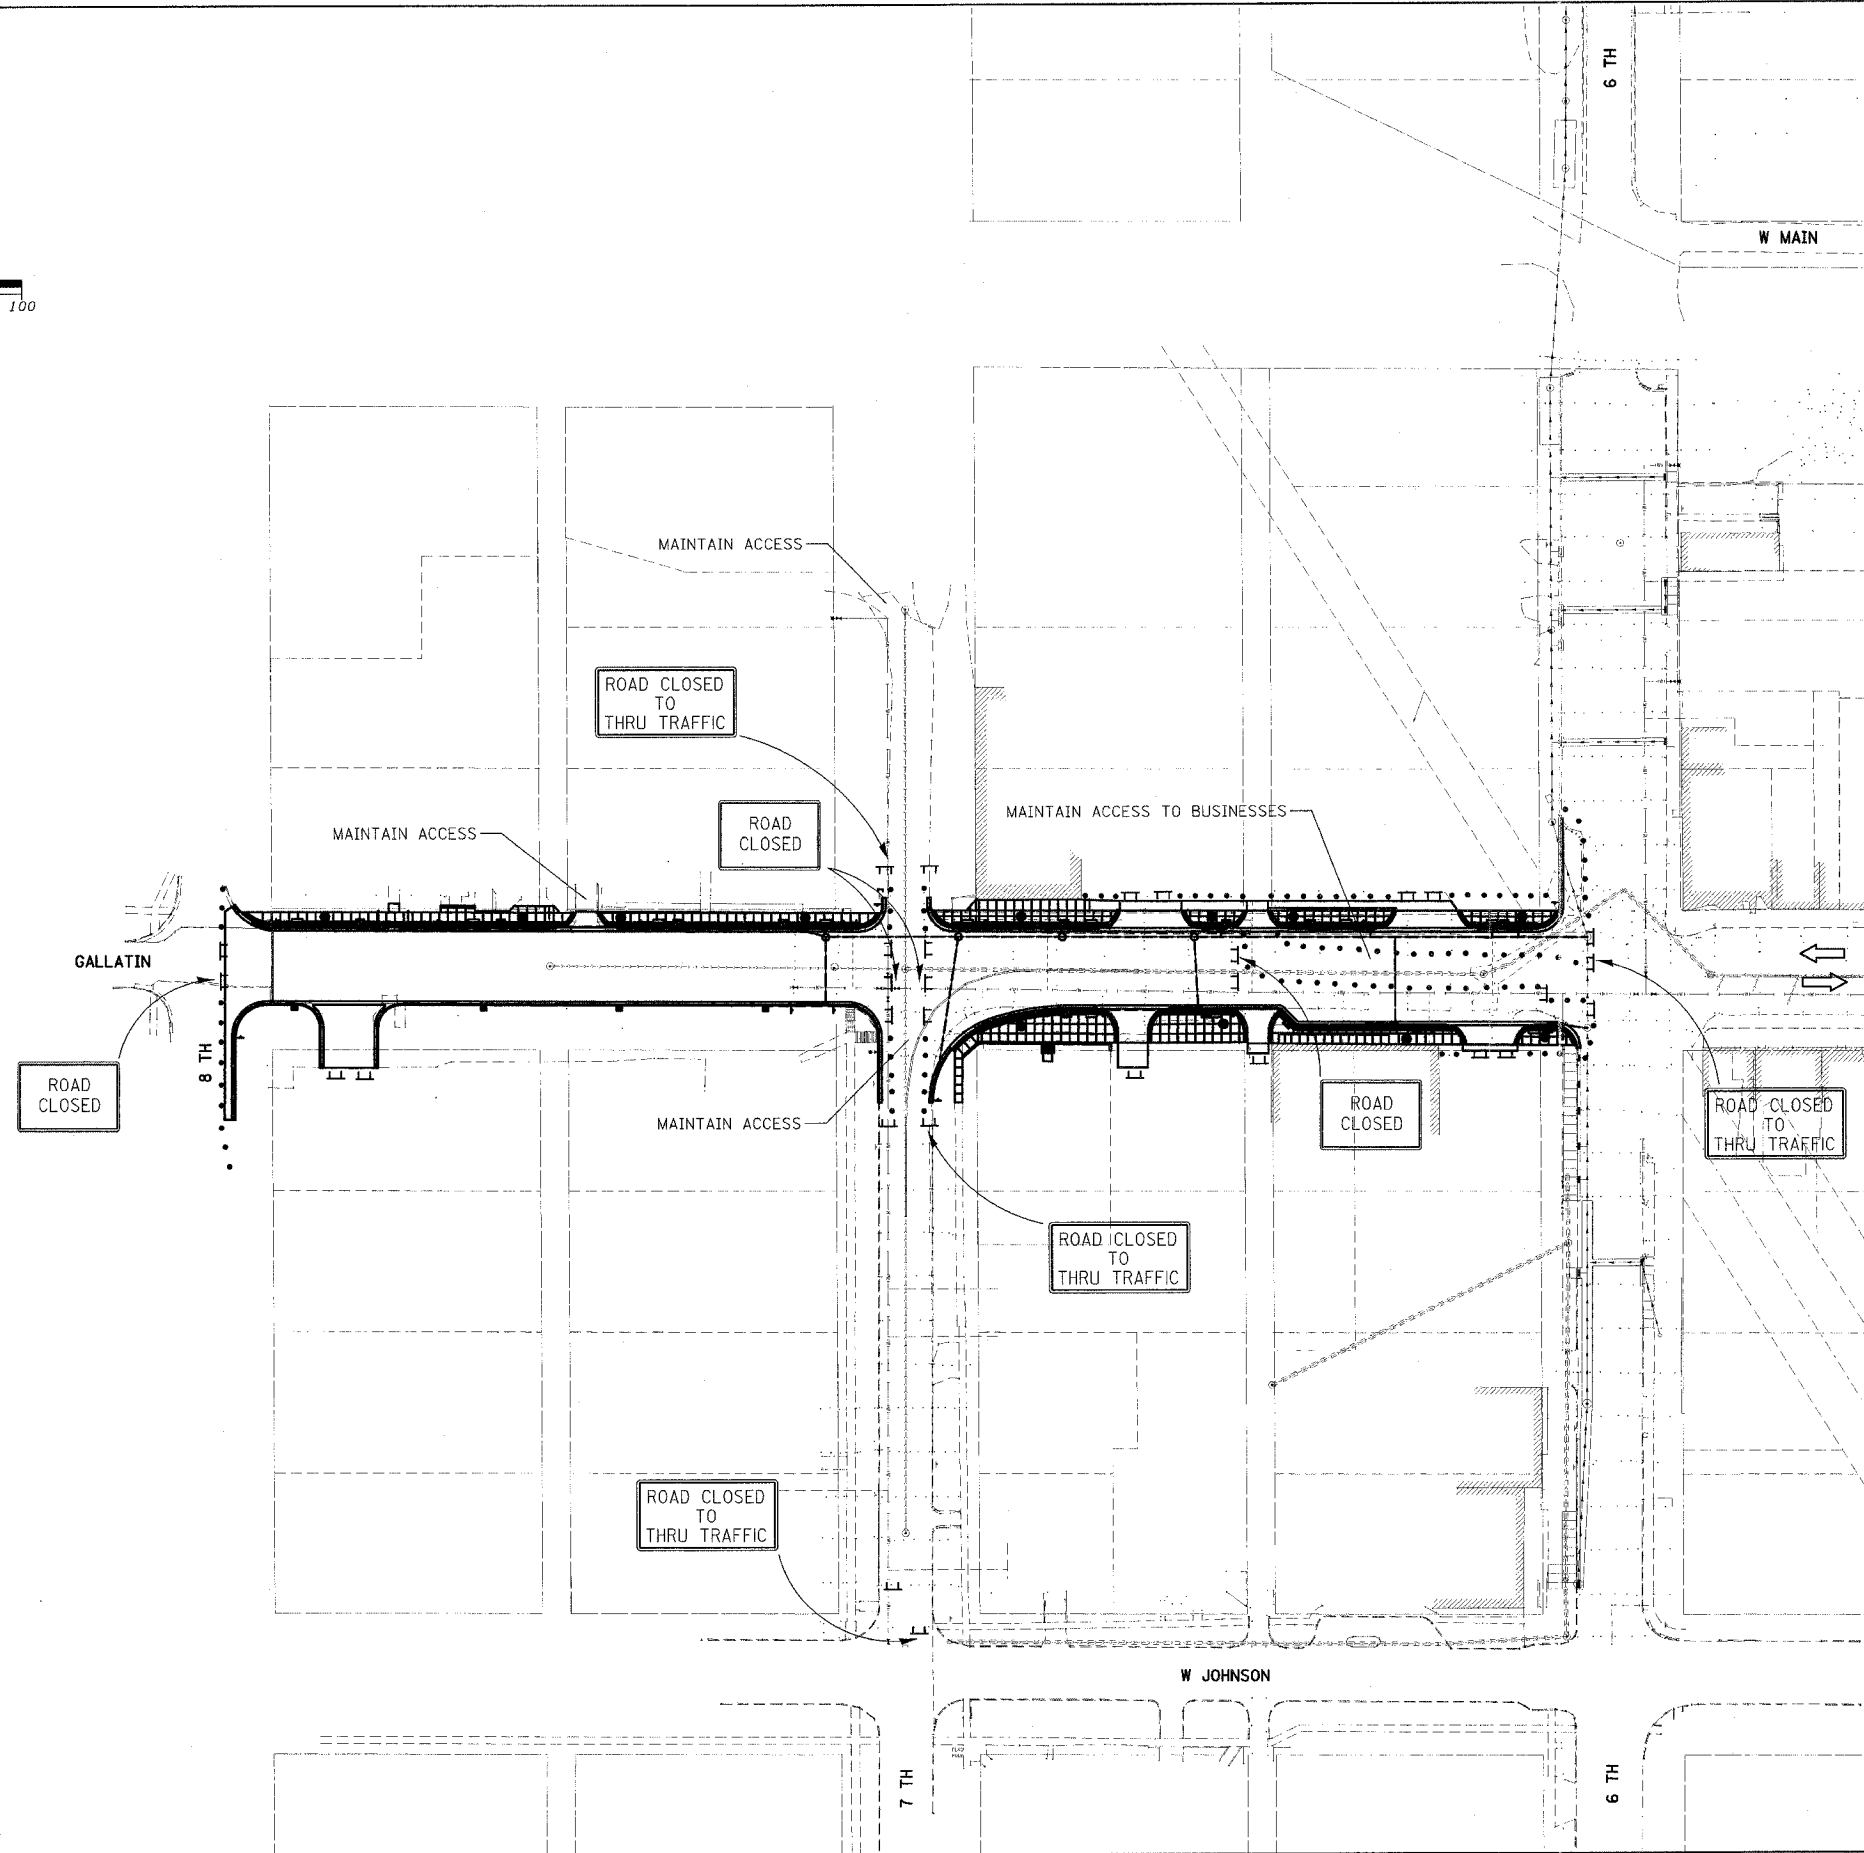 6 TH
W MAIN
100
MAINTAIN ACCESS
ROAD CLOSED
TO
THRU TRAFFIC
MAINTAIN ACCESS
ROAD
CLOSED
MAINTAIN ACCESS TO BUSINESSES
GALLATIN
8 TH
ROAD
CLOSED
MAINTAIN ACCESS
ROAD
CLOSED
ROAD CLOSED
TO
THRU TRAFFIC
ROAD CLOSED
TO
THRU TRAFFIC
ROAD CLOSED
TO
THRU TRAFFIC
W JOHNSON
7 TH
6 TH